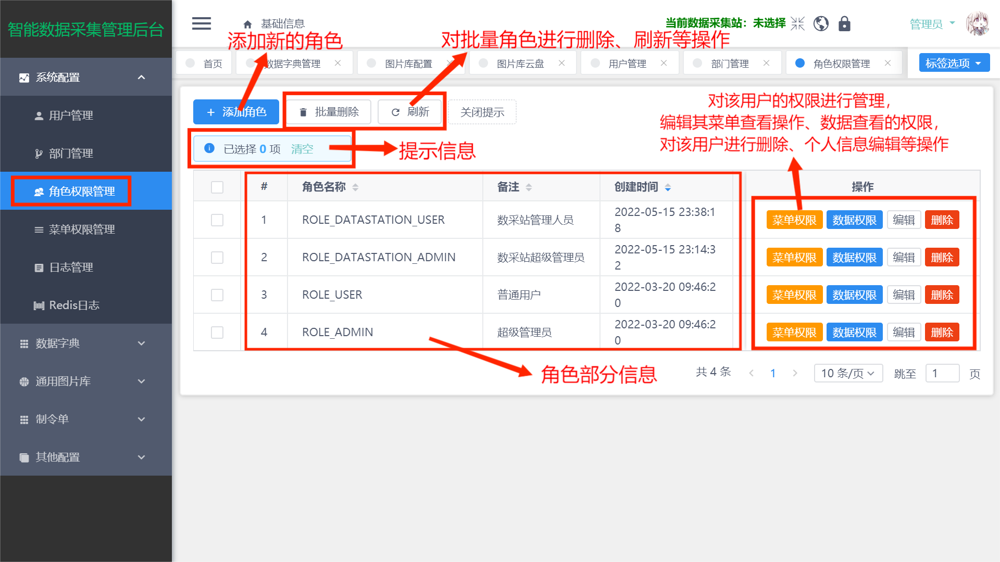 智能数据采集管理后台
基础信息
当前数据采集站：未选择
管理员
添加新的角色
对批量角色进行删除、刷新等操作
首页
数据字典管理
图片库配置
图片库云盘
用户管理
部门管理
角色权限管理
标签选项
系统配置
用户管理
部门管理
角色权限管理
菜单权限管理
日志管理
Redis日志
数据字典
通用图片库
制令单
其他配置
添加角色
批量删除
刷新
关闭提示
对该用户的权限进行管理，
编辑其菜单查看操作、数据查看的权限，
对该用户进行删除、个人信息编辑等操作
已选择 0 项 清空
提示信息
# 角色名称 备注 创建时间 操作
1 ROLE_DATASTATION_USER 数采站管理人员 2022-05-15 23:38:1
8
菜单权限 数据权限 编辑 删除
2 ROLE_DATASTATION_ADMIN 数采站超级管理员 2022-05-15 23:14:3
2
菜单权限 数据权限 编辑 删除
3 ROLE_USER 普通用户 2022-03-20 09:46:2
0
菜单权限 数据权限 编辑 删除
4 ROLE_ADMIN 超级管理员 2022-03-20 09:46:2
0
菜单权限 数据权限 编辑 删除
角色部分信息
共 4 条 1 10 条/页 跳至 1 页